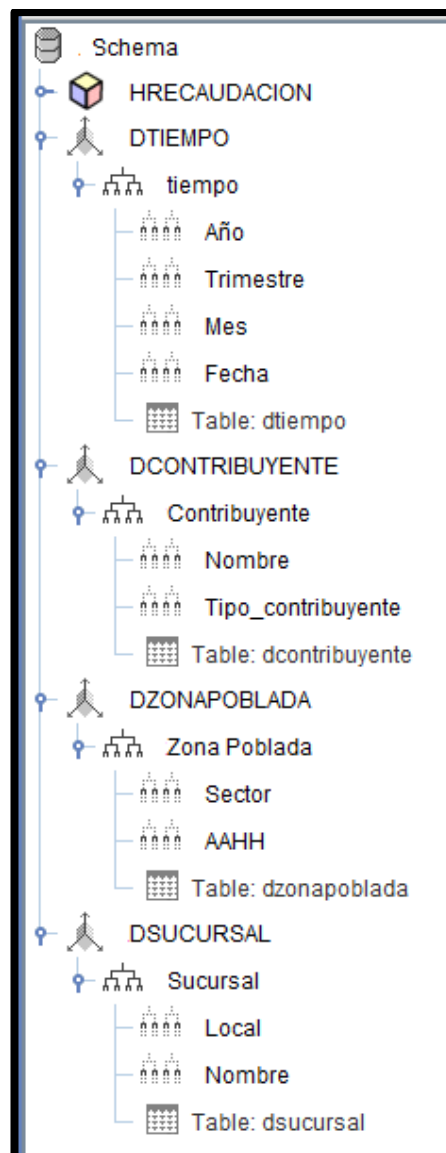 . Schema
HRECAUDACION
DTIEMPO
tiempo
Año
Trimestre
Mes
Fecha
Table: dtiempo
DCONTRIBUYENTE
Contribuyente
Nombre
Tipo_contribuyente
Table: dcontribuyente
DZONAPOBLADA
Zona Poblada
Sector
AAHH
Table: dzonapoblada
DSUCURSAL
Sucursal
Local
Nombre
Table: dsucursal